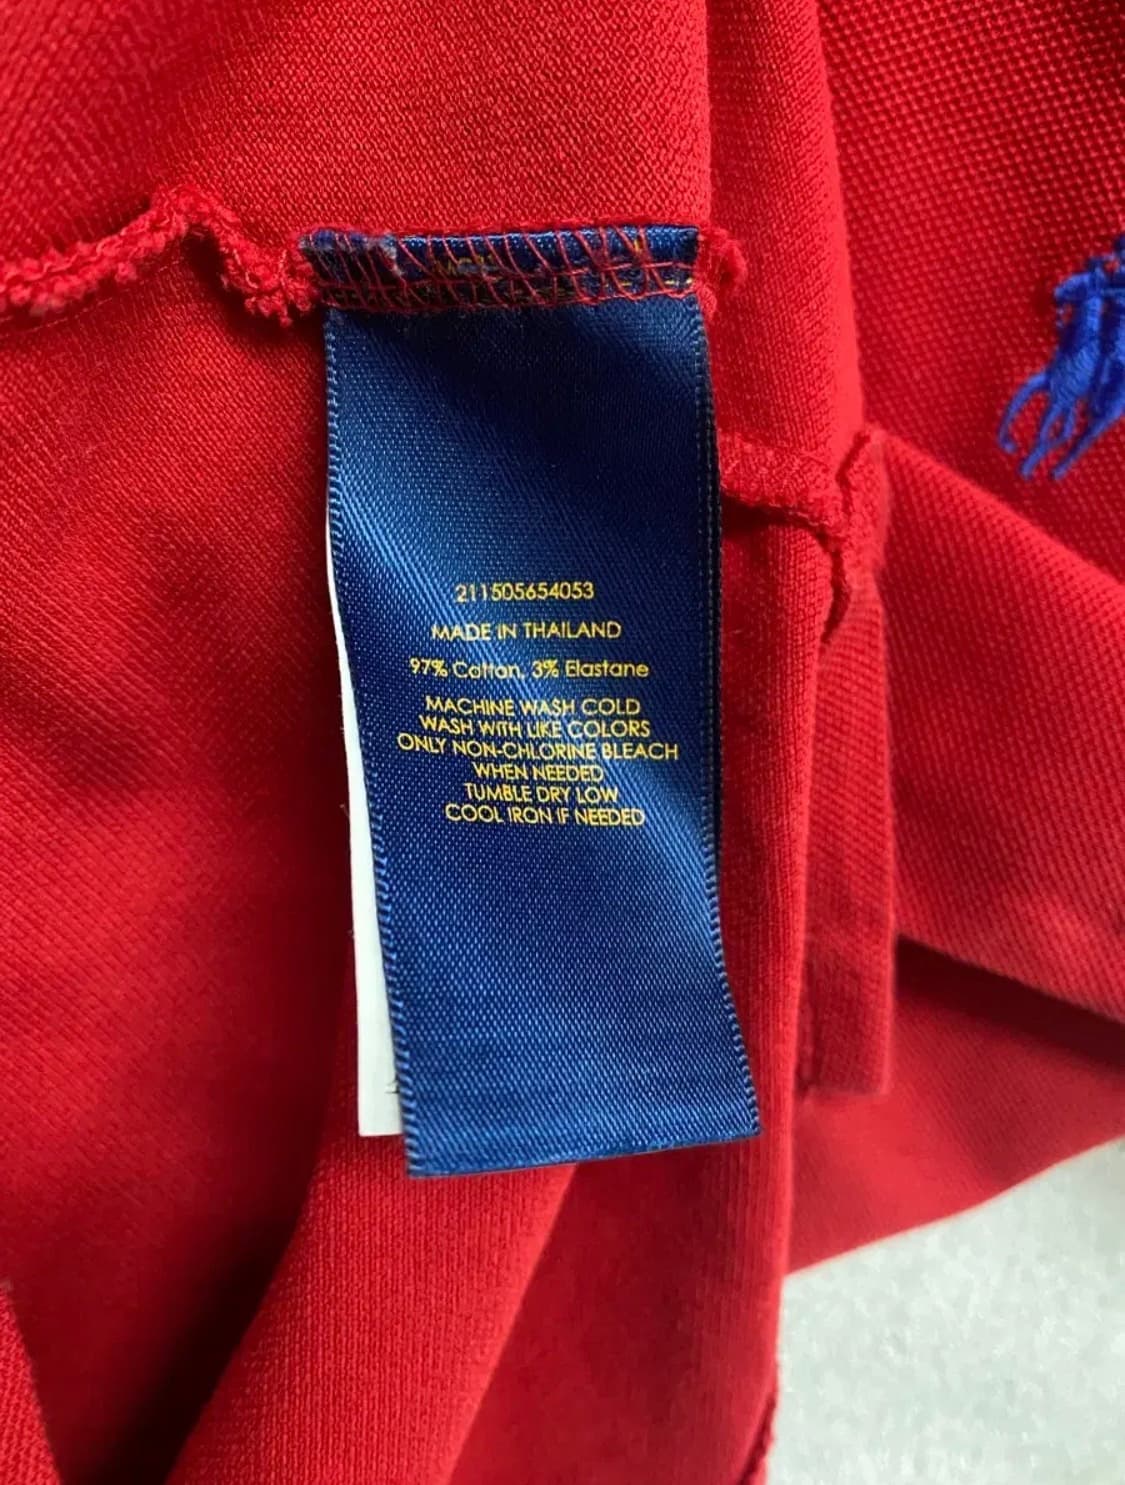 211505654053
MADE IN THAILAND
97% Cotton, 3% Elastane
MACHINE WASH COLD
WASH WITH LIKE COLORS
ONLY NON-CHLORINE BLEACH
WHEN NEEDED
TUMBLE DRY LOW
COOL IRON IF NEEDED